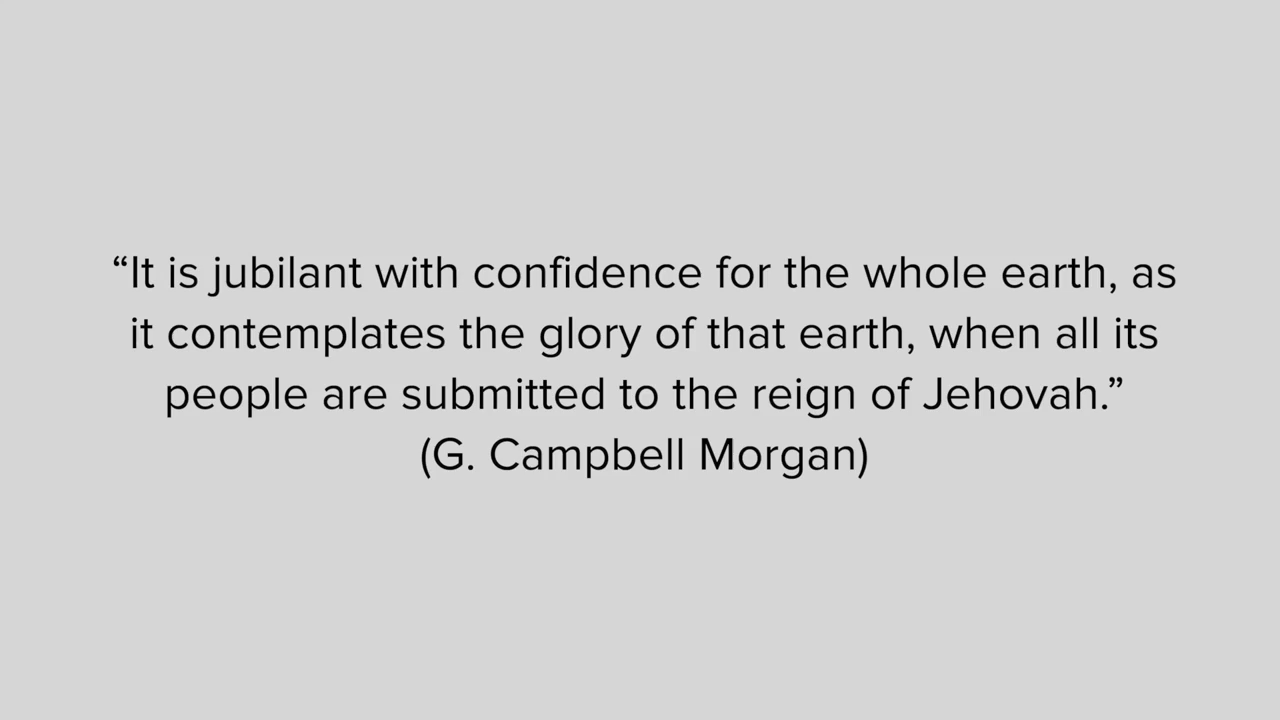 “It is jubilant with confidence for the whole earth, as
it contemplates the glory of that earth, when all its
people are submitted to the reign of Jehovah.”
(G. Campbell Morgan)